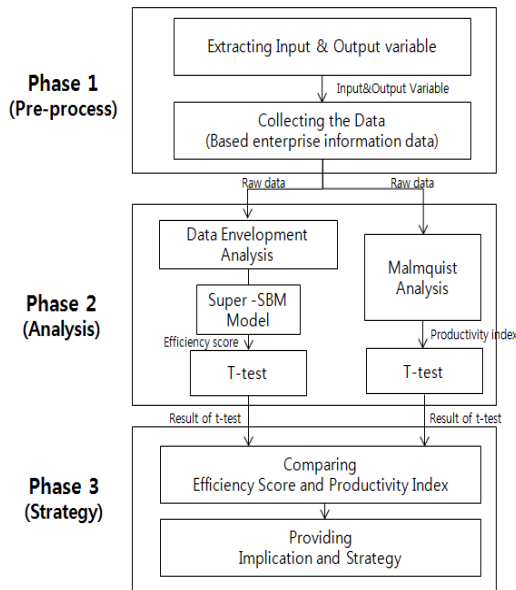 Phase 1
(Pre-process)
Extracting Input & Output variable
Input&Output Variable
Collecting the Data
(Based enterprise information data)
Raw data
Raw data
Phase 2
(Analysis)
Data Envelopment
Analysis
Super -SBM
Model
Efficiency score
T-test
Malmquist
Analysis
Productivity index
T-test
Result of t-test
Result of t-test
Phase 3
(Strategy)
Comparing
Efficiency Score and Productivity Index
Providing
Implication and Strategy